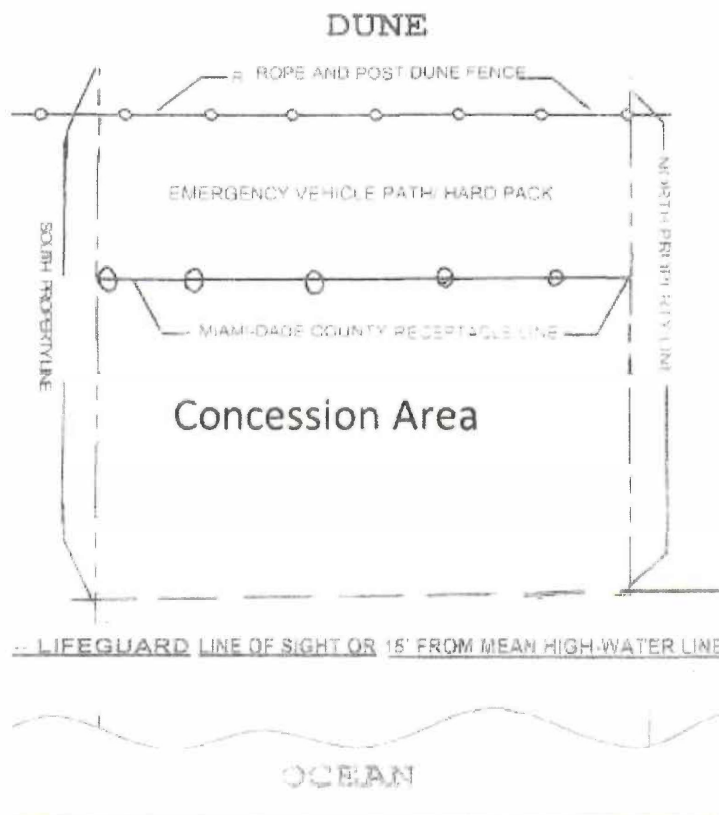 DUNE
ROPE AND POST DUNE FENCE
EMERGENCY VEHICLE PATH/ HARD PACK
SOUTH PROPERTY LINE
NORTH PROPERTY LINE
MIAMI-DADE COUNTY RECEPTACLE LINE
Concession Area
LIFEGUARD LINE OF SIGHT OR 15' FROM MEAN HIGH-WATER LINE
OCEAN